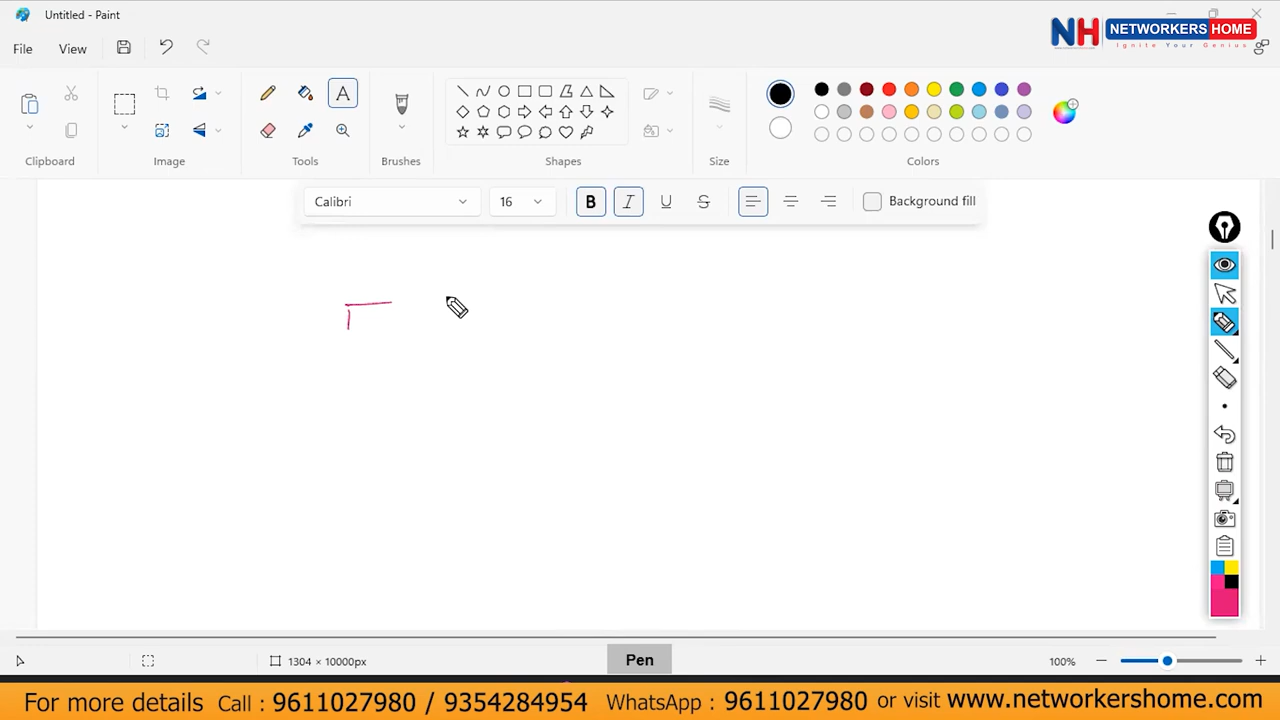 Untitled - Paint
NH NETWORKERS HOME
Ignite Your Genius
File View
A
Clipboard Image Tools Brushes Shapes Size Colors
Calibri 16 B I U S Background fill
1304 × 10000px Pen 100%
For more details Call : 9611027980 / 9354284954 WhatsApp : 9611027980 or visit www.networkershome.com